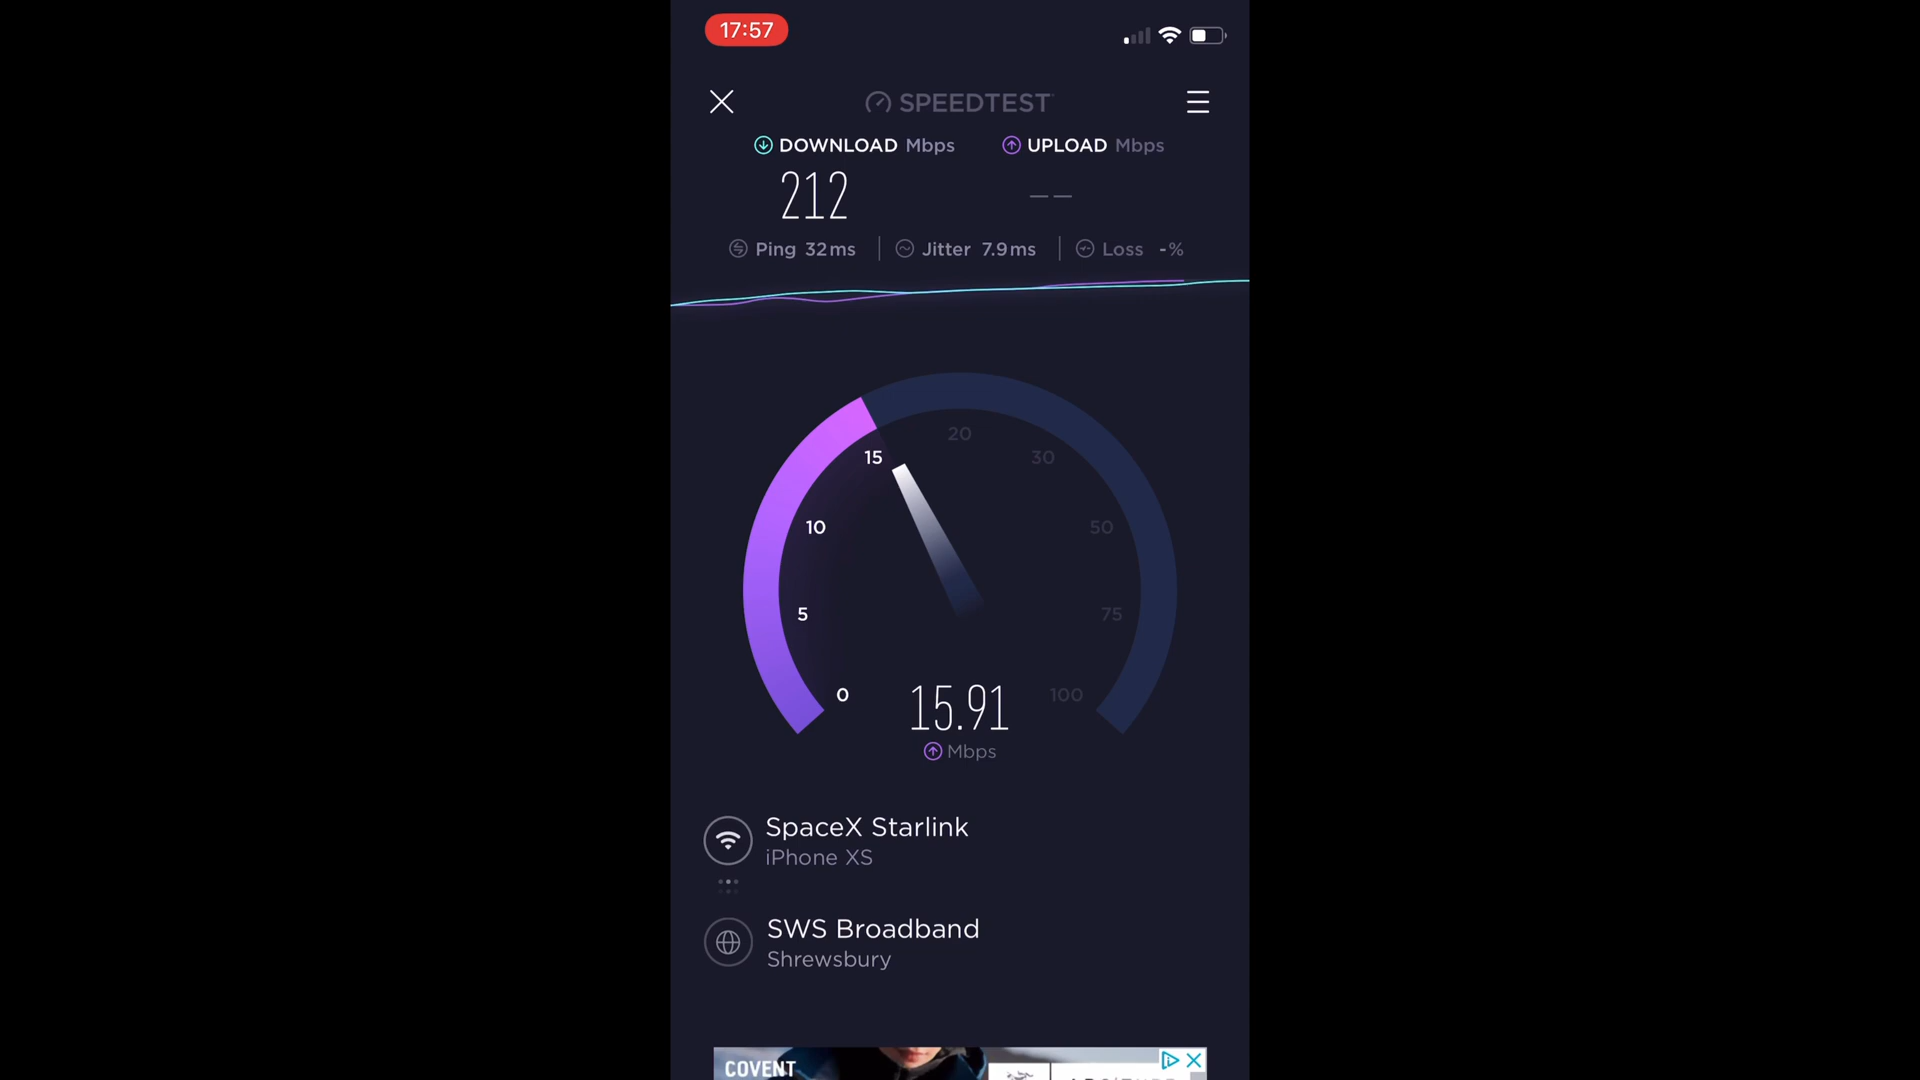 17:57
SPEEDTEST
DOWNLOAD Mbps
UPLOAD Mbps
212
— —
Ping 32ms
Jitter 7.9ms
Loss -%
20
15
30
10
50
5
75
0
100
15.91
Mbps
SpaceX Starlink
iPhone XS
SWS Broadband
Shrewsbury
COVENT